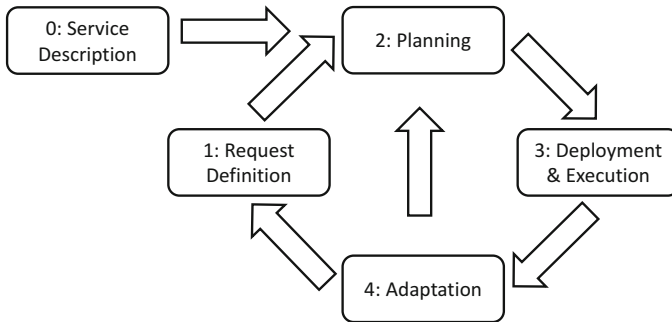 0: Service
Description
2: Planning
1: Request
Definition
3: Deployment
& Execution
4: Adaptation